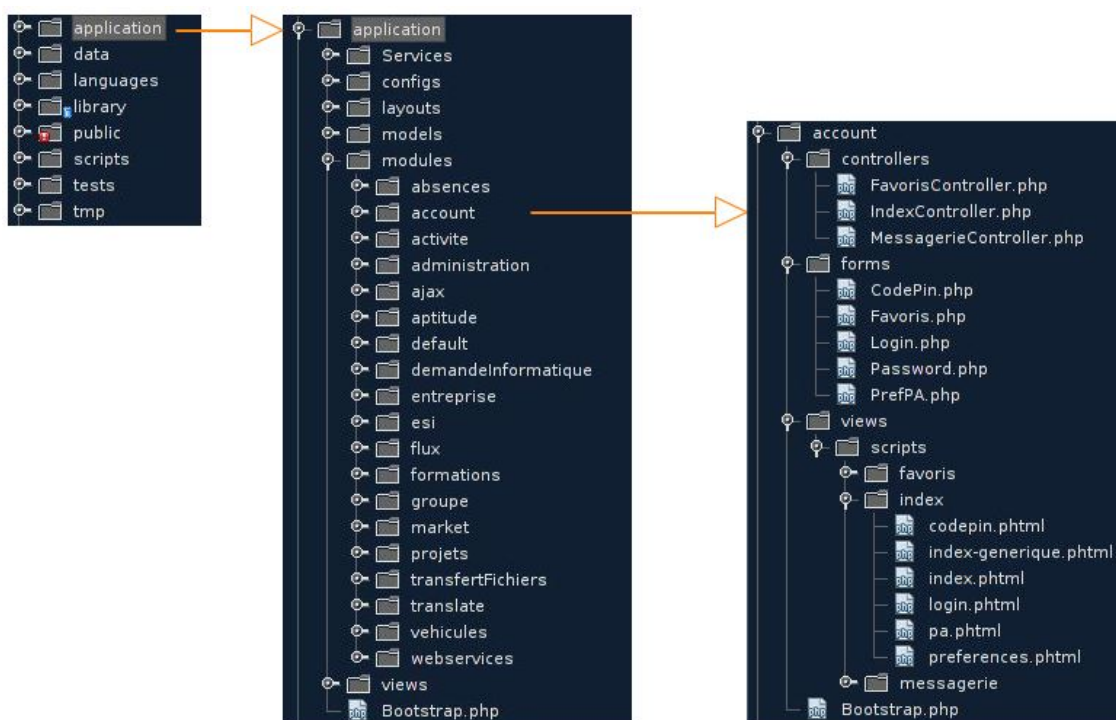 application
data
languages
library
public
scripts
tests
tmp
application
Services
configs
layouts
models
modules
absences
account
activite
administration
ajax
aptitude
default
demandeInformatique
entreprise
esi
flux
formations
groupe
market
projets
transfertFichiers
translate
vehicules
webservices
views
Bootstrap.php
account
controllers
FavorisController.php
IndexController.php
MessagerieController.php
forms
CodePin.php
Favoris.php
Login.php
Password.php
PrefPA.php
views
scripts
favoris
index
codepin.phtml
index-generique.phtml
index.phtml
login.phtml
pa.phtml
preferences.phtml
messagerie
Bootstrap.php